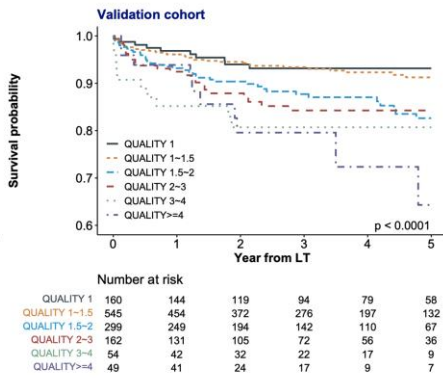 Validation cohort
Survival probability
1.0
0.9
0.8
0.7
0.6
QUALITY 1
QUALITY 1~1.5
QUALITY 1.5~2
QUALITY 2~3
QUALITY 3~4
QUALITY>=4
p < 0.0001
0 1 2 3 4 5
Year from LT
Number at risk
QUALITY 1 160 144 119 94 79 58
QUALITY 1~1.5 545 454 372 276 197 132
QUALITY 1.5~2 299 249 194 142 110 67
QUALITY 2~3 162 131 105 72 56 36
QUALITY 3~4 54 42 32 22 17 9
QUALITY>=4 49 41 24 17 9 7